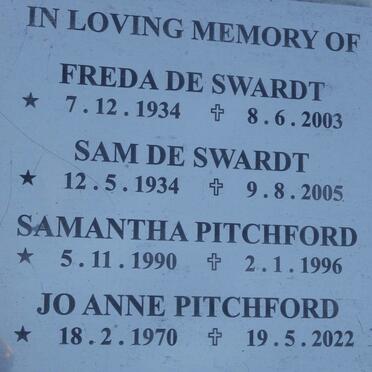 IN LOVING MEMORY OF
FREDA DE SWARDT
★ 7.12.1934 ✞ 8.6.2003
SAM DE SWARDT
★ 12.5.1934 ✞ 9.8.2005
SAMANTHA PITCHFORD
★ 5.11.1990 ✞ 2.1.1996
JO ANNE PITCHFORD
★ 18.2.1970 ✞ 19.5.2022